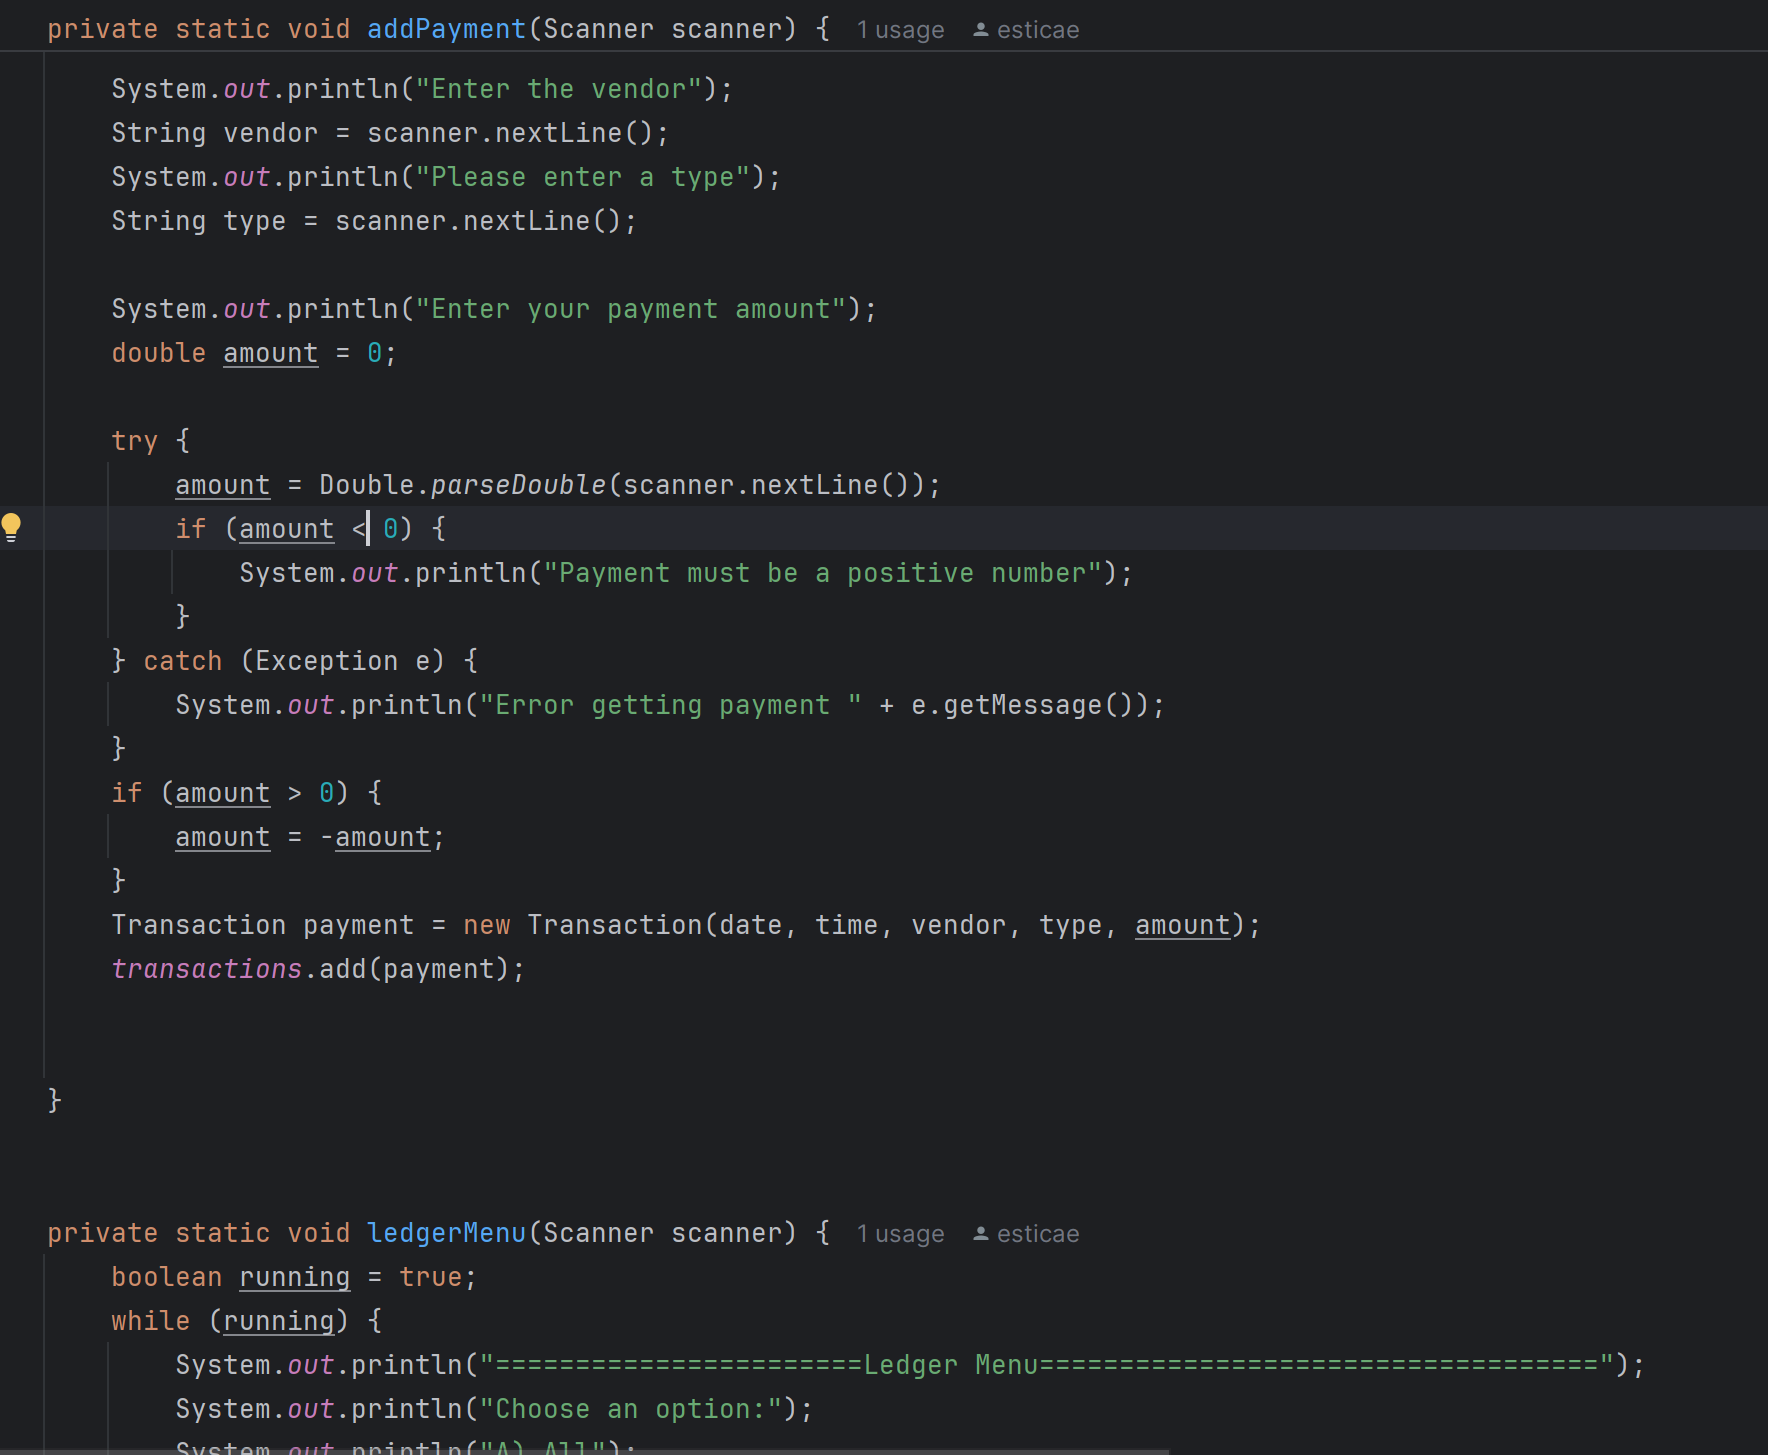 private static void addPayment(Scanner scanner) { 1 usage esticae
System.out.println("Enter the vendor");
String vendor = scanner.nextLine();
System.out.println("Please enter a type");
String type = scanner.nextLine();
System.out.println("Enter your payment amount");
double amount = 0;
try {
amount = Double.parseDouble(scanner.nextLine());
if (amount < 0) {
System.out.println("Payment must be a positive number");
}
} catch (Exception e) {
System.out.println("Error getting payment " + e.getMessage());
}
if (amount > 0) {
amount = -amount;
}
Transaction payment = new Transaction(date, time, vendor, type, amount);
transactions.add(payment);
}
private static void ledgerMenu(Scanner scanner) { 1 usage esticae
boolean running = true;
while (running) {
System.out.println("=======================Ledger Menu===================================");
System.out.println("Choose an option:");
System.out.println("A) All");